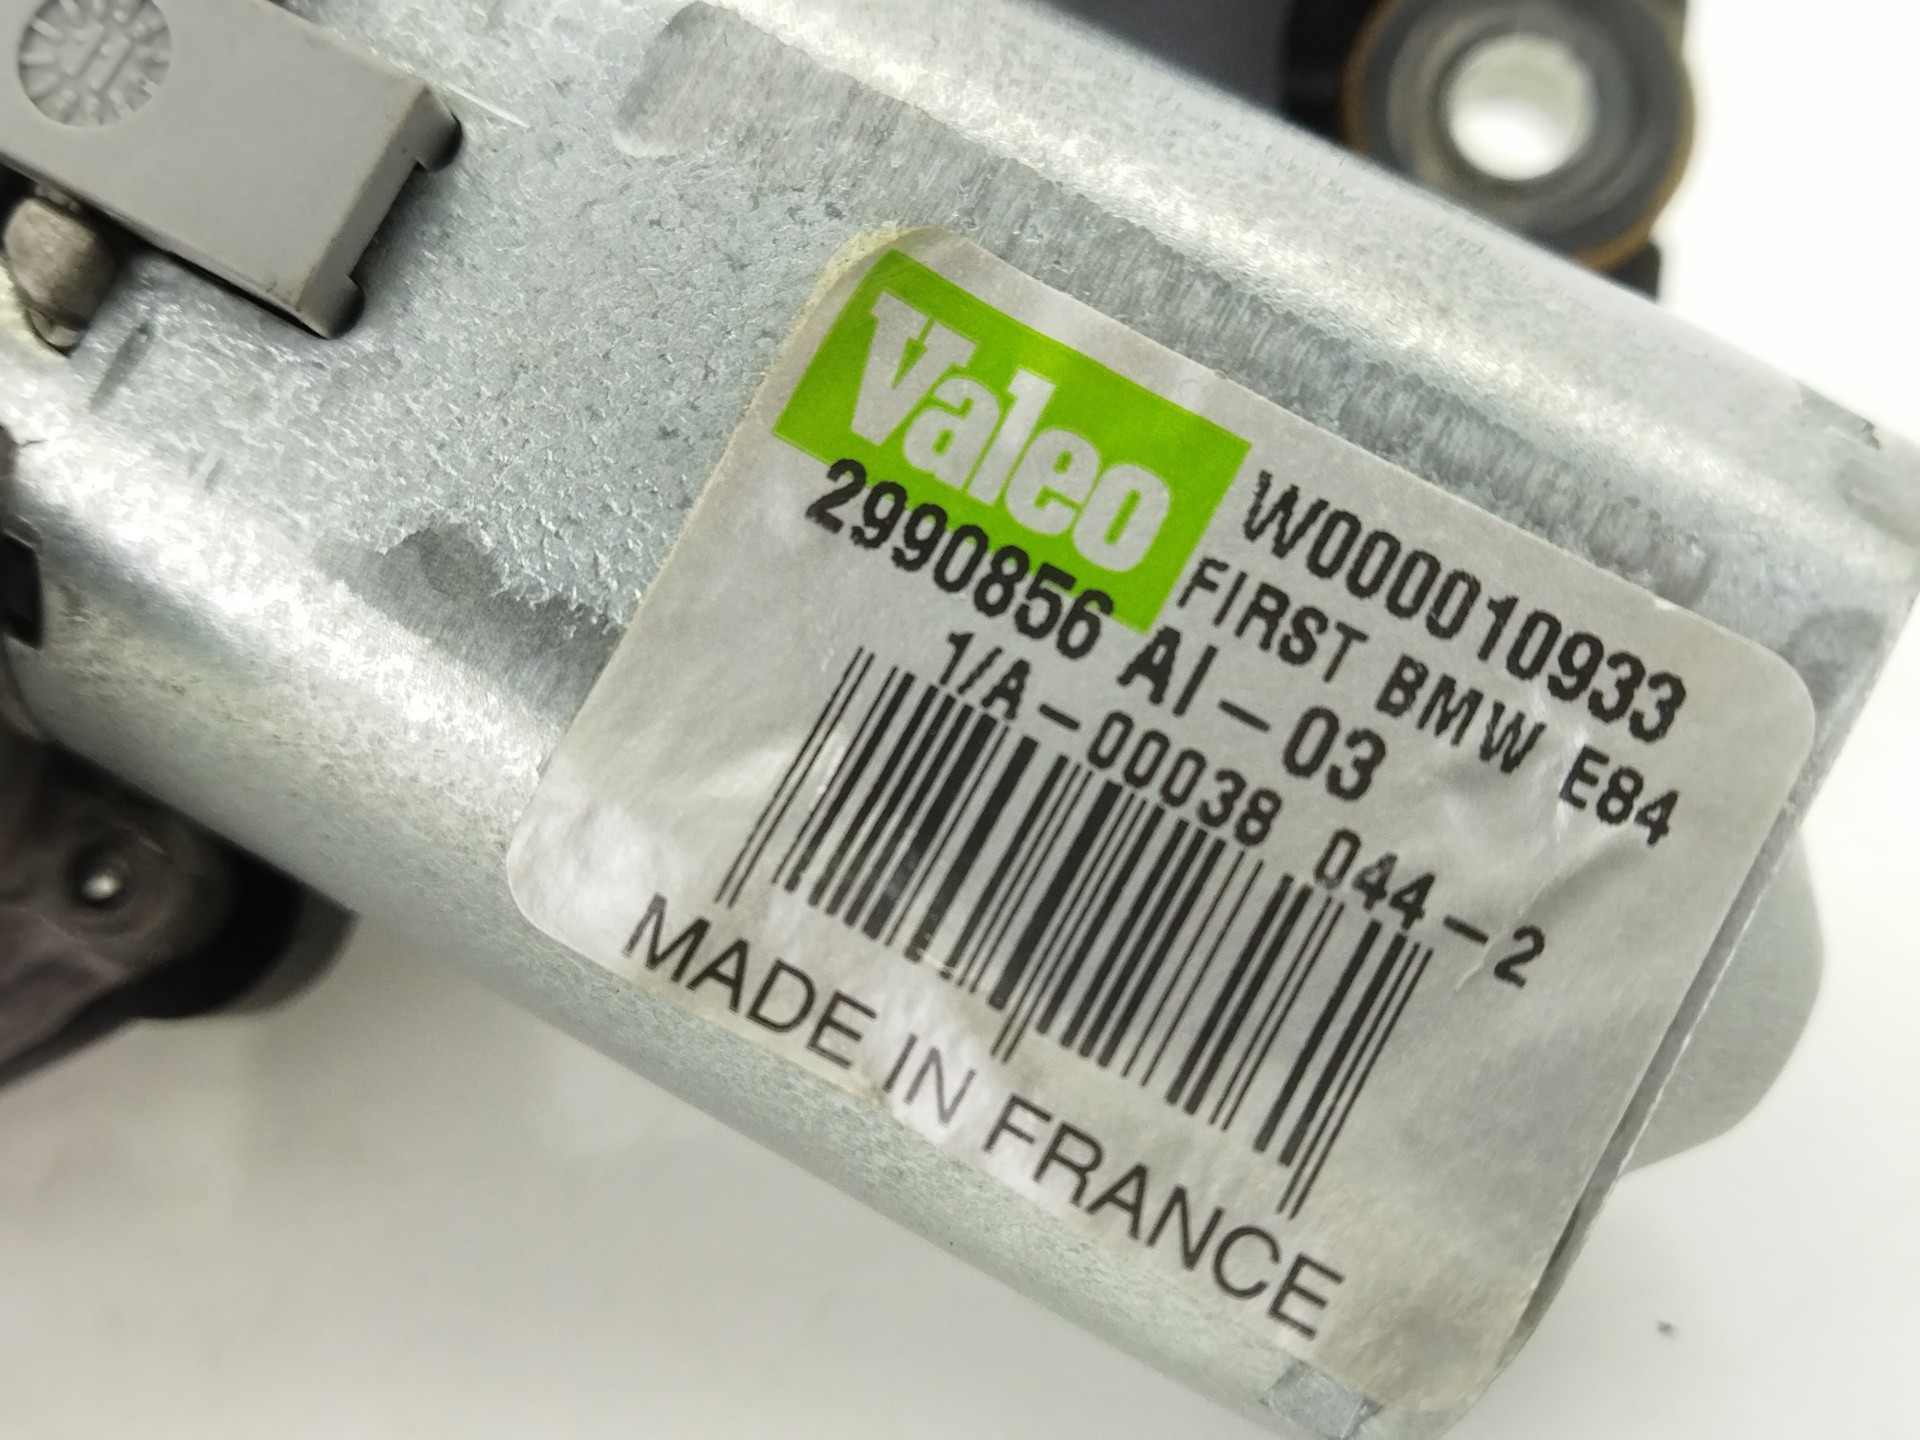 Valeo
W000010933
FIRST BMW E84
2990856 AI-03
1/A-00038 044-2
MADE IN FRANCE